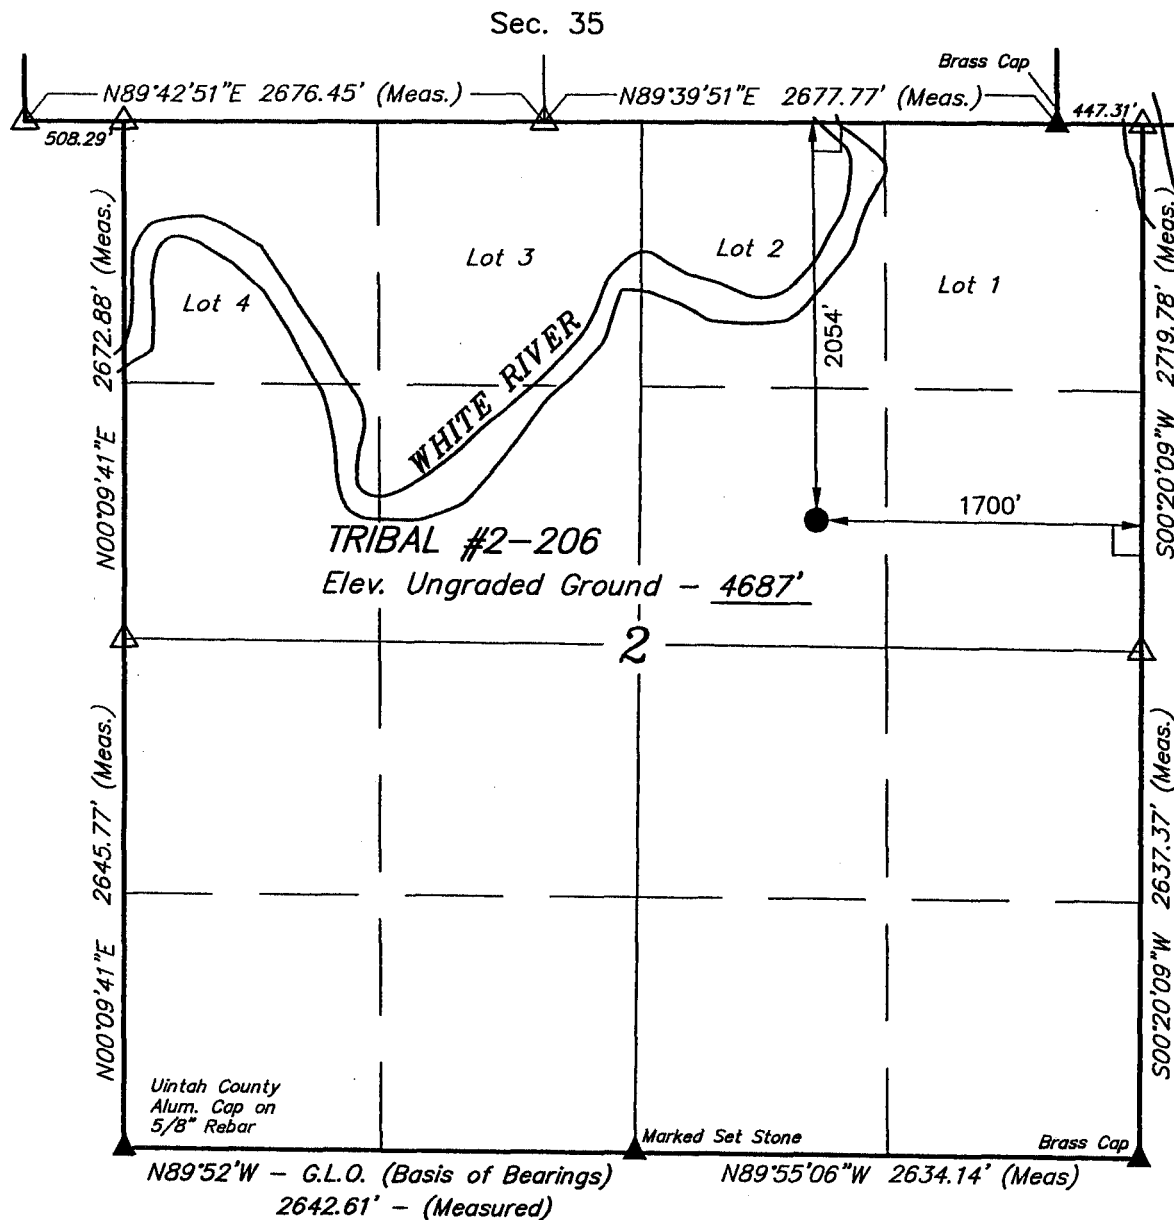 Sec. 35
Brass Cap
N89°42'51"E 2676.45' (Meas.)
N89°39'51"E 2677.77' (Meas.)
508.29'
447.31'
N00°09'41"E 2672.88' (Meas.)
S00°20'09"W 2719.78' (Meas.)
Lot 4
Lot 3
Lot 2
Lot 1
WHITE RIVER
2054'
1700'
TRIBAL #2-206
Elev. Ungraded Ground - 4687'
2
N00°09'41"E 2645.77' (Meas.)
S00°20'09"W 2637.37' (Meas.)
Uintah County
Alum. Cap on
5/8" Rebar
Marked Set Stone
Brass Cap
N89°52'W - G.L.O. (Basis of Bearings)
2642.61' - (Measured)
N89°55'06"W 2634.14' (Meas)